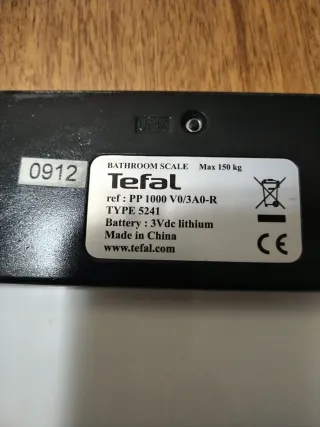 0912
BATHROOM SCALE Max 150 kg
Tefal
ref : PP 1000 V0/3A0-R
TYPE 5241
Battery : 3Vdc lithium
Made in China
www.tefal.com
CE